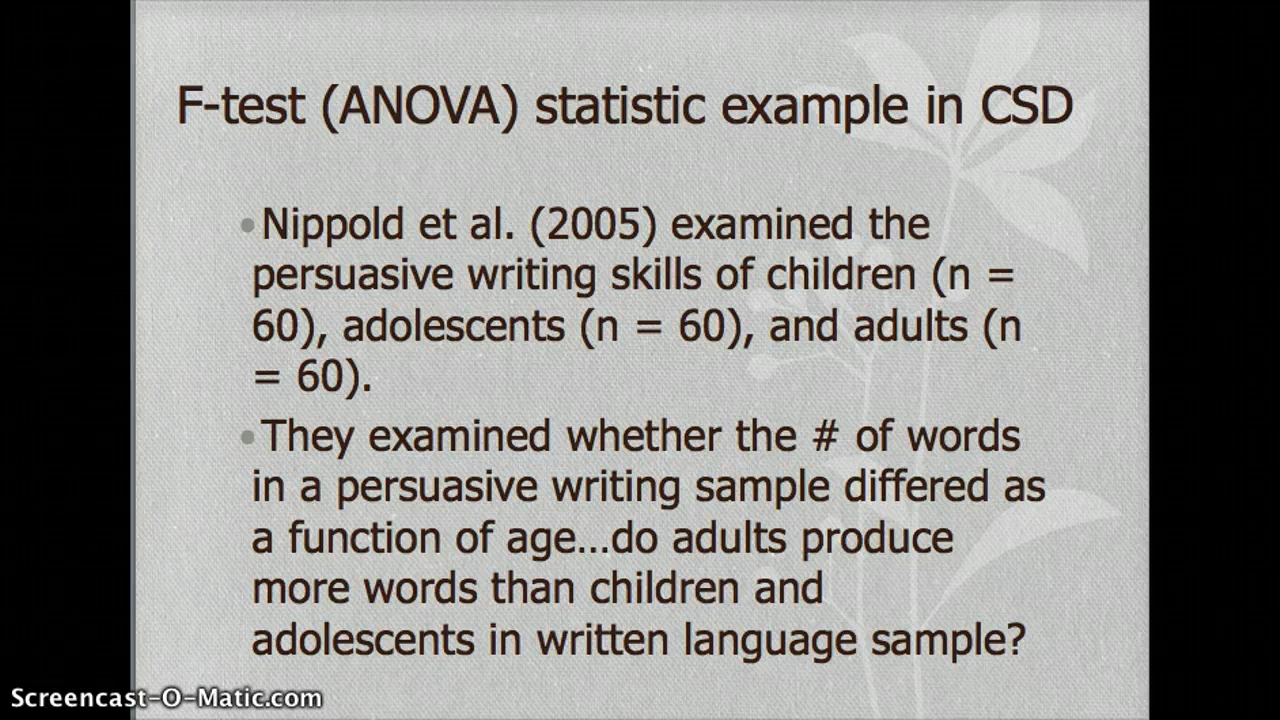 F-test (ANOVA) statistic example in CSD
•Nippold et al. (2005) examined the
persuasive writing skills of children (n =
60), adolescents (n = 60), and adults (n
= 60).
•They examined whether the # of words
in a persuasive writing sample differed as
a function of age...do adults produce
more words than children and
adolescents in written language sample?
Screencast-O-Matic.com